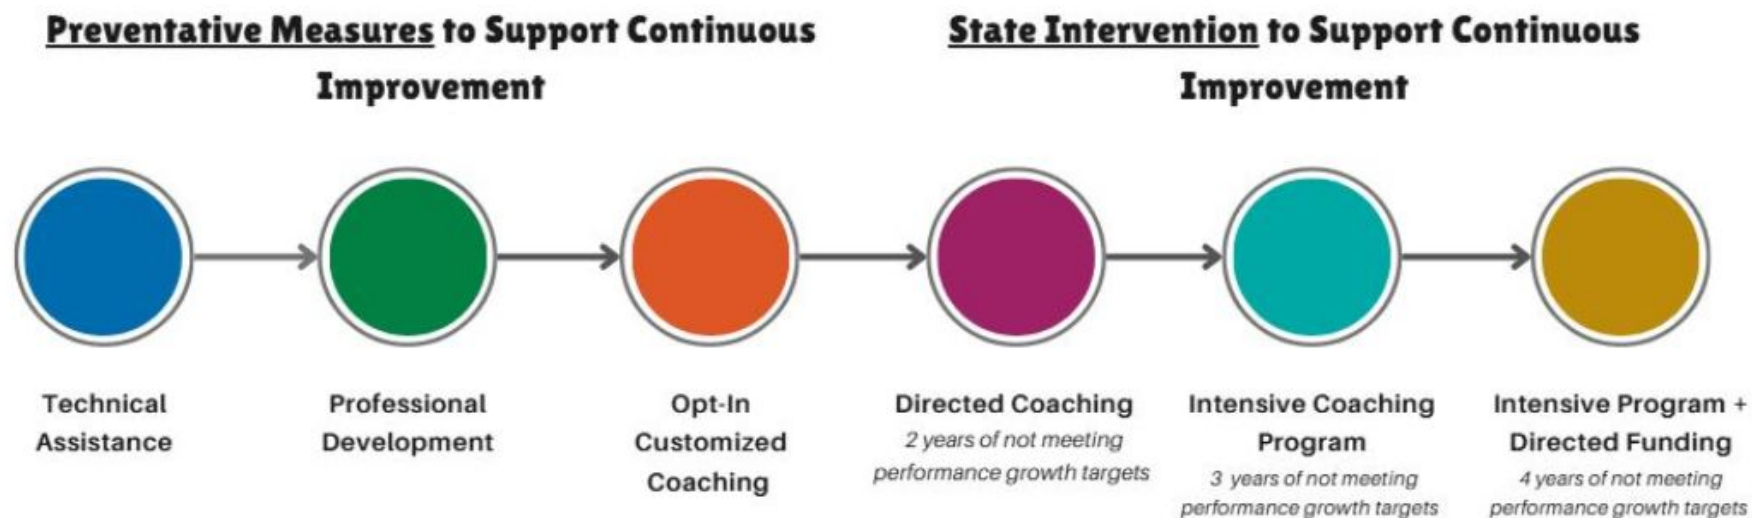 Preventative Measures to Support Continuous
Improvement
State Intervention to Support Continuous
Improvement
Technical
Assistance
Professional
Development
Opt-In
Customized
Coaching
Directed Coaching
2 years of not meeting
performance growth targets
Intensive Coaching
Program
3 years of not meeting
performance growth targets
Intensive Program +
Directed Funding
4 years of not meeting
performance growth targets